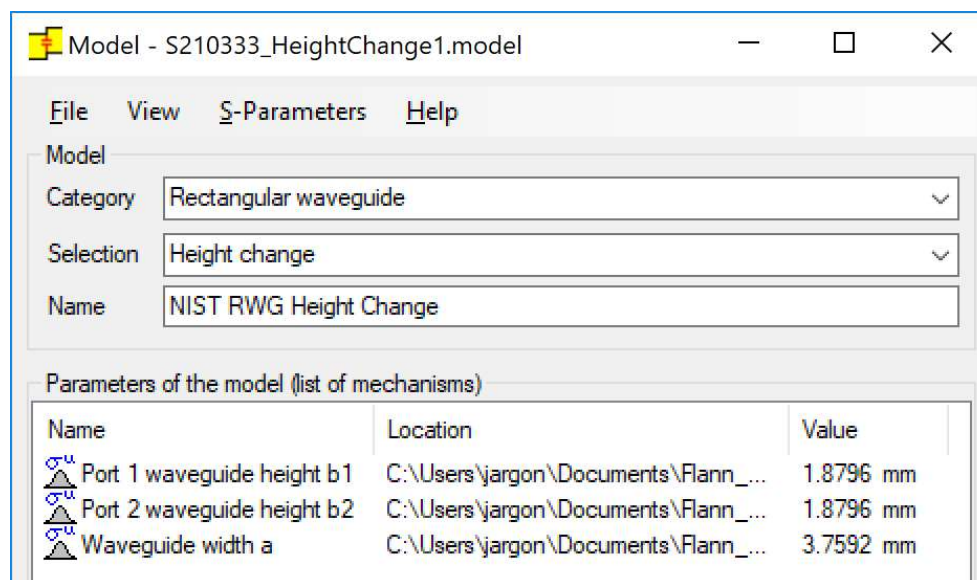 Model - S210333_HeightChange1.model
File View S-Parameters Help
Model
Category Rectangular waveguide
Selection Height change
Name NIST RWG Height Change
Parameters of the model (list of mechanisms)
Name Location Value
σᵘ Port 1 waveguide height b1 C:\Users\jargon\Documents\Flann_... 1.8796 mm
σᵘ Port 2 waveguide height b2 C:\Users\jargon\Documents\Flann_... 1.8796 mm
σᵘ Waveguide width a C:\Users\jargon\Documents\Flann_... 3.7592 mm